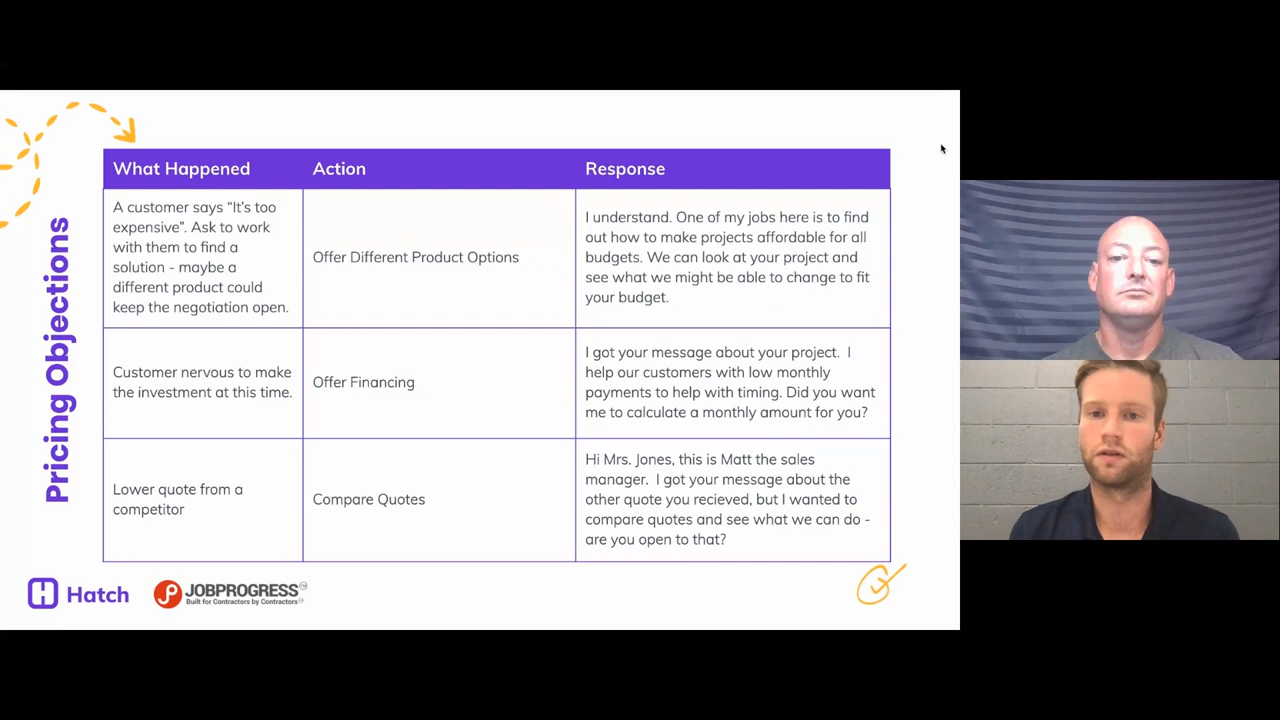 Pricing Objections
What Happened
Action
Response
A customer says “It’s too
expensive”. Ask to work
with them to find a
solution - maybe a
different product could
keep the negotiation open.
Offer Different Product Options
I understand. One of my jobs here is to find
out how to make projects affordable for all
budgets. We can look at your project and
see what we might be able to change to fit
your budget.
Customer nervous to make
the investment at this time.
Offer Financing
I got your message about your project. I
help our customers with low monthly
payments to help with timing. Did you want
me to calculate a monthly amount for you?
Lower quote from a
competitor
Compare Quotes
Hi Mrs. Jones, this is Matt the sales
manager. I got your message about the
other quote you recieved, but I wanted to
compare quotes and see what we can do -
are you open to that?
Hatch
JOBPROGRESS
Built for Contractors by Contractors